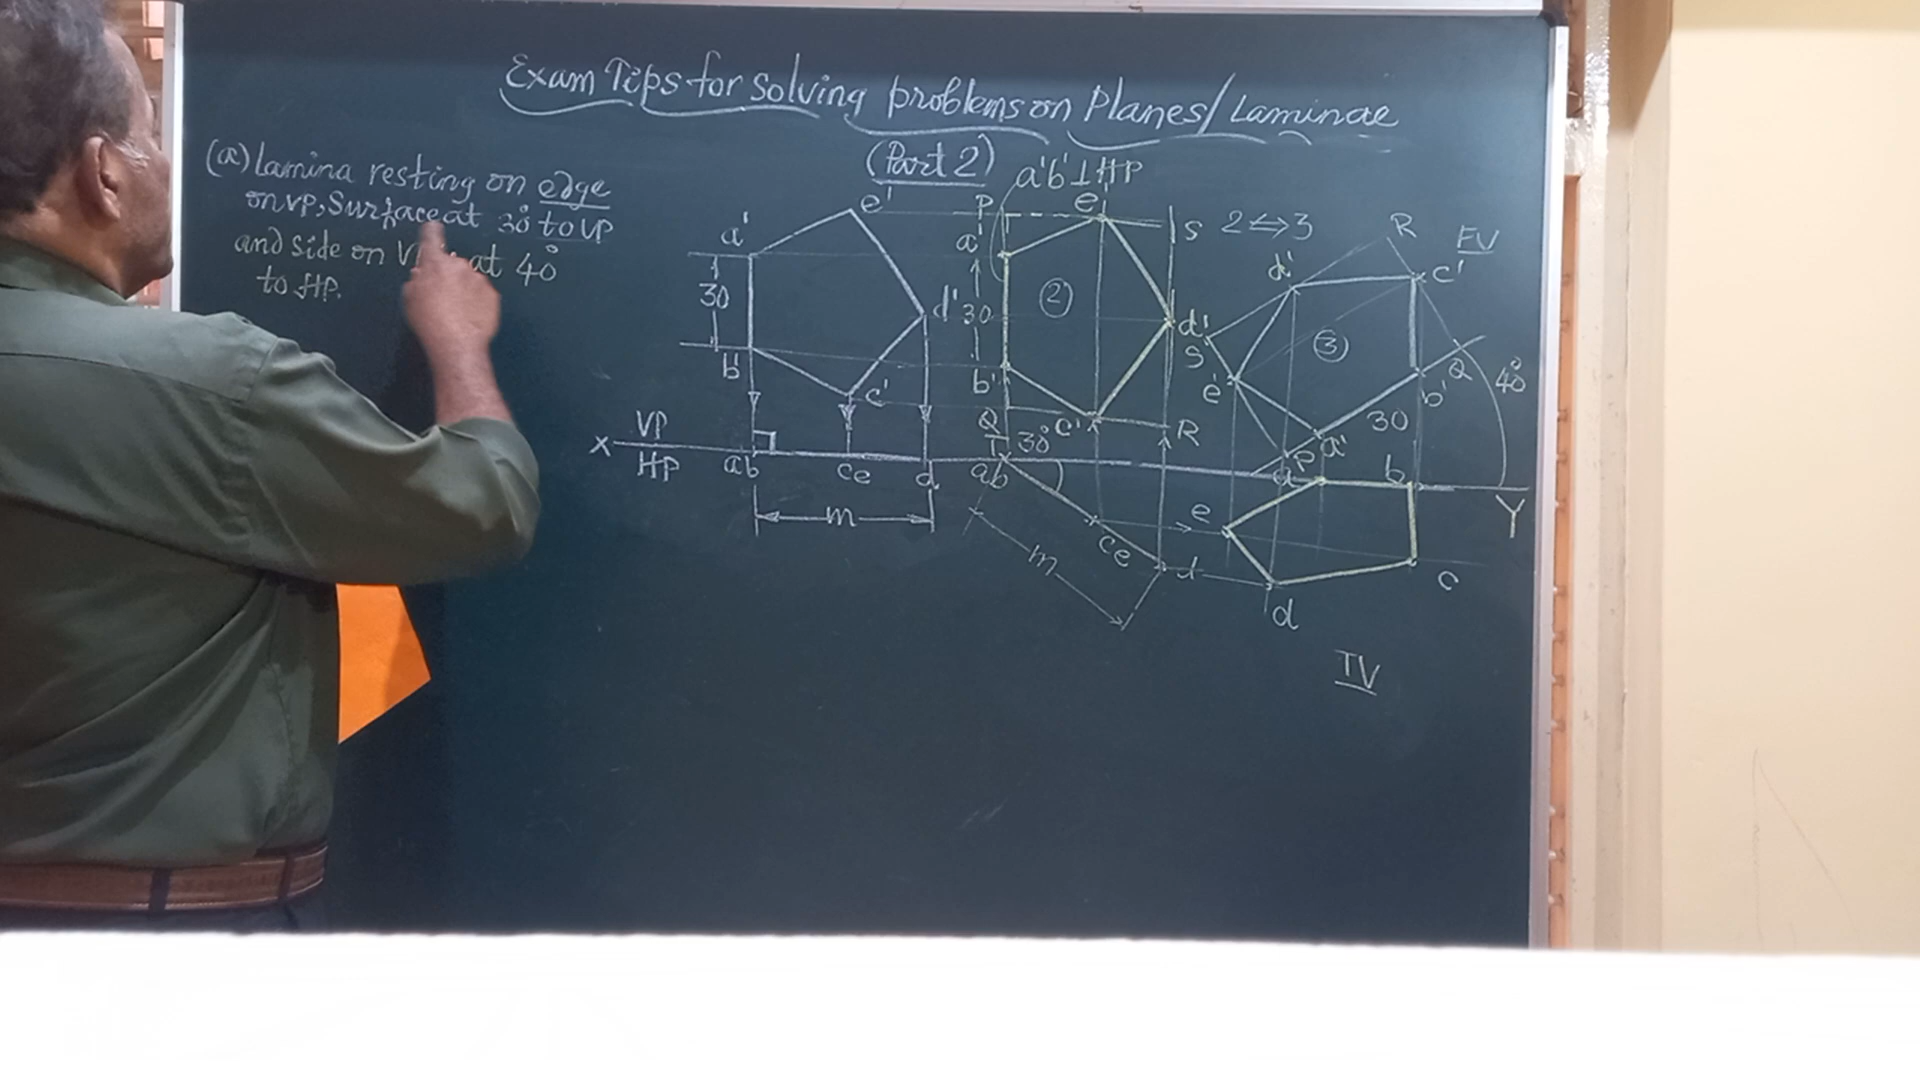 Exam Tips for solving problems on Planes/Laminae
(Part 2)
(a) Lamina resting on edge
on VP, Surface at 30° to VP
and side on at 40°
to HP.
a'b' ⊥ HP
a' e' P e' S 2⇔3 R FV
a' d' c'
30 d' 30 2 d' 3
S' Q 40°
b' c' b' e' b'
30
Q c' R a'
X VP 30° P
HP ab ce d ab a b Y
m e
m ce d c
d
TV